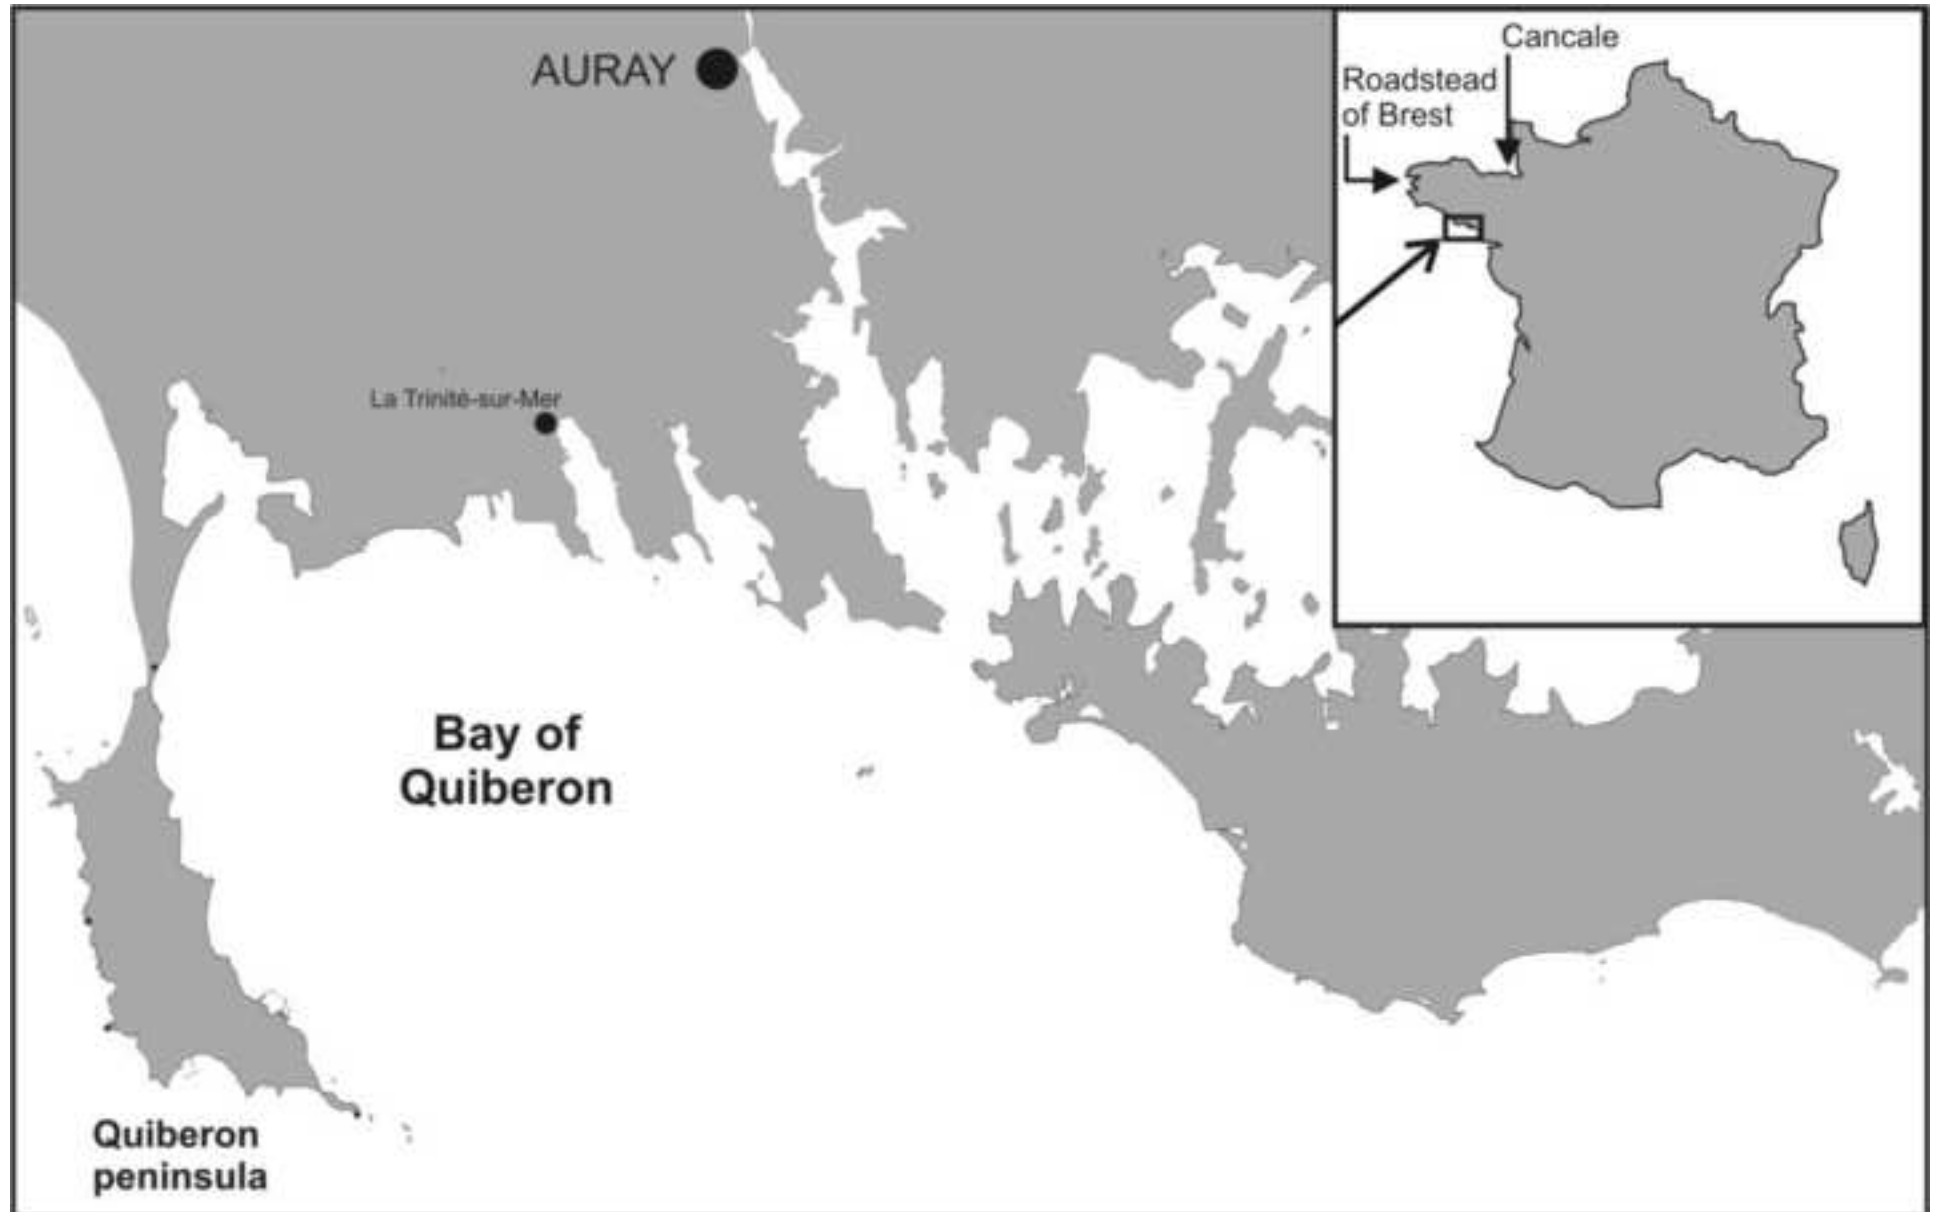 Cancale
Roadstead
of Brest
AURAY
La Trinité-sur-Mer
Bay of
Quiberon
Quiberon
peninsula